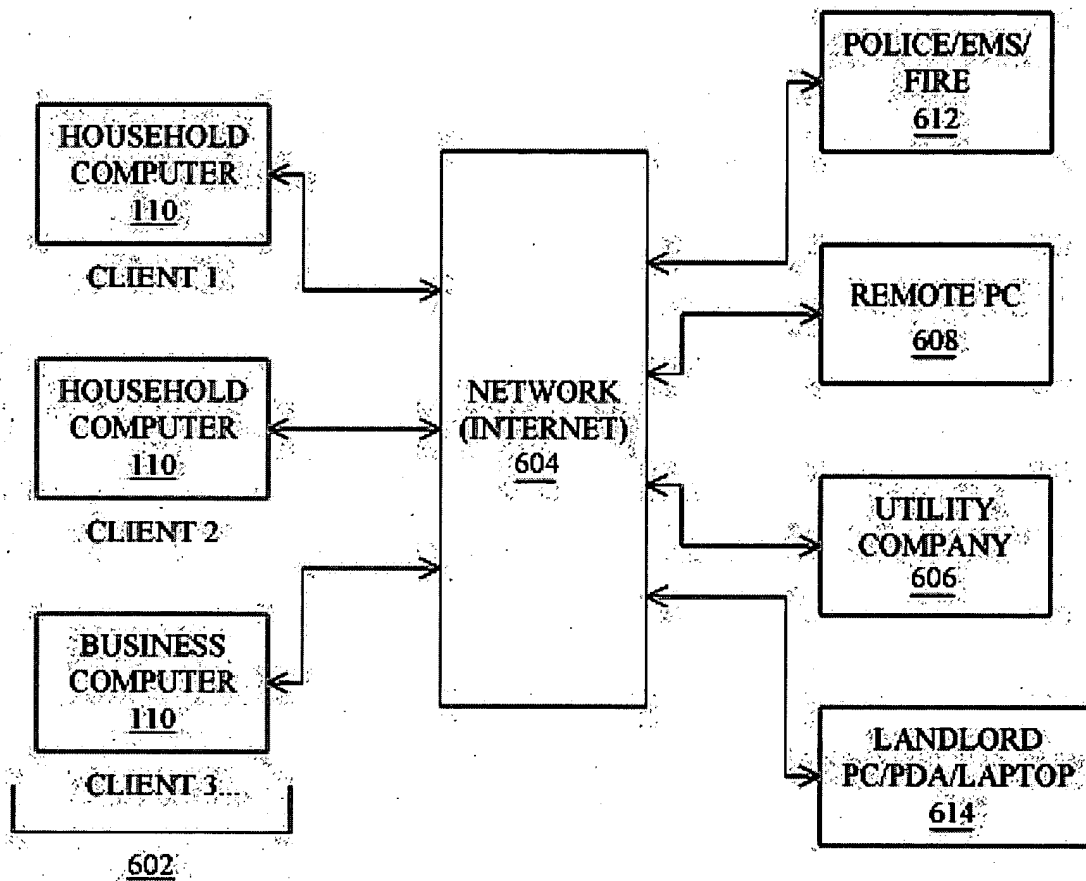 HOUSEHOLD
COMPUTER
110
CLIENT 1
HOUSEHOLD
COMPUTER
110
CLIENT 2
BUSINESS
COMPUTER
110
CLIENT 3...
602
NETWORK
(INTERNET)
604
POLICE/EMS/
FIRE
612
REMOTE PC
608
UTILITY
COMPANY
606
LANDLORD
PC/PDA/LAPTOP
614